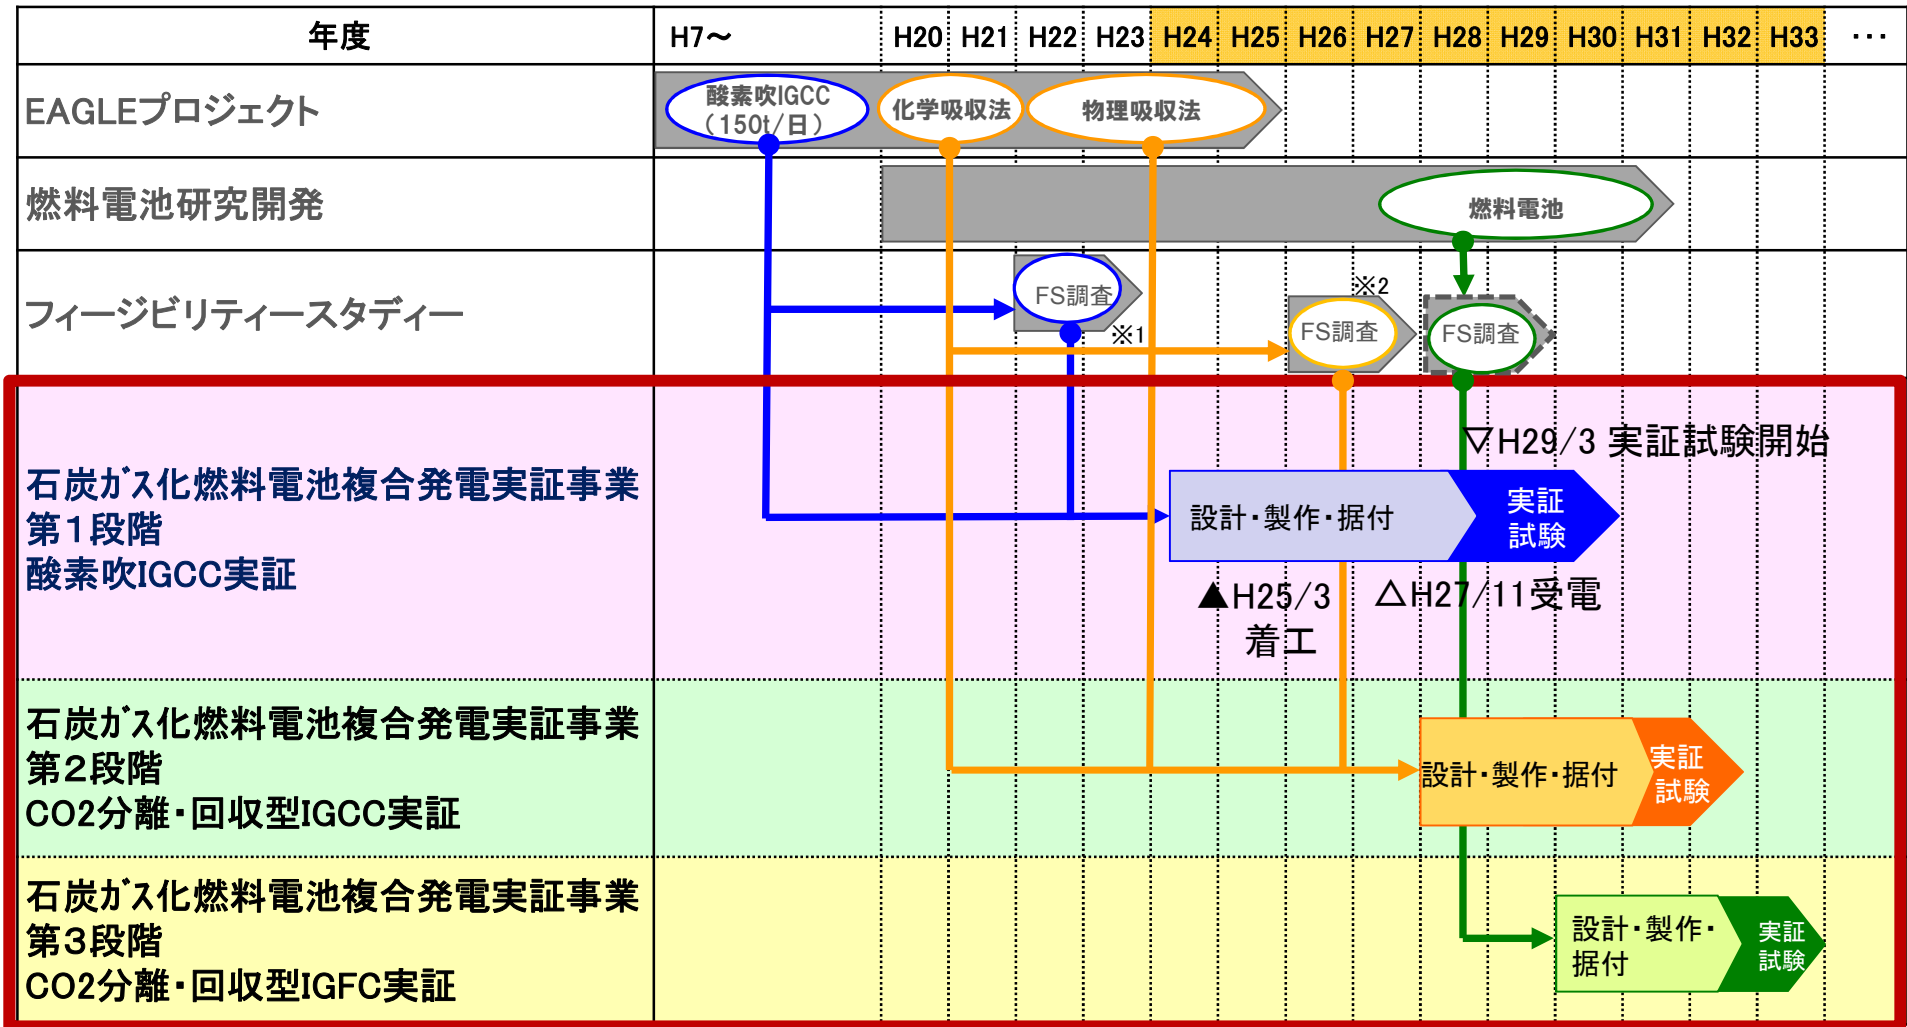 年度
H7～
H20
H21
H22
H23
H24
H25
H26
H27
H28
H29
H30
H31
H32
H33
…
EAGLEプロジェクト
酸素吹IGCC
（150t/日）
化学吸収法
物理吸収法
燃料電池研究開発
燃料電池
フィージビリティースタディー
FS調査
※1
FS調査
※2
FS調査
石炭ガス化燃料電池複合発電実証事業
第１段階
酸素吹IGCC実証
▽H29/3 実証試験開始
設計・製作・据付
実証
試験
▲H25/3
着工
△H27/11受電
石炭ガス化燃料電池複合発電実証事業
第２段階
CO2分離・回収型IGCC実証
設計・製作・据付
実証
試験
石炭ガス化燃料電池複合発電実証事業
第３段階
CO2分離・回収型IGFC実証
設計・製作・
据付
実証
試験